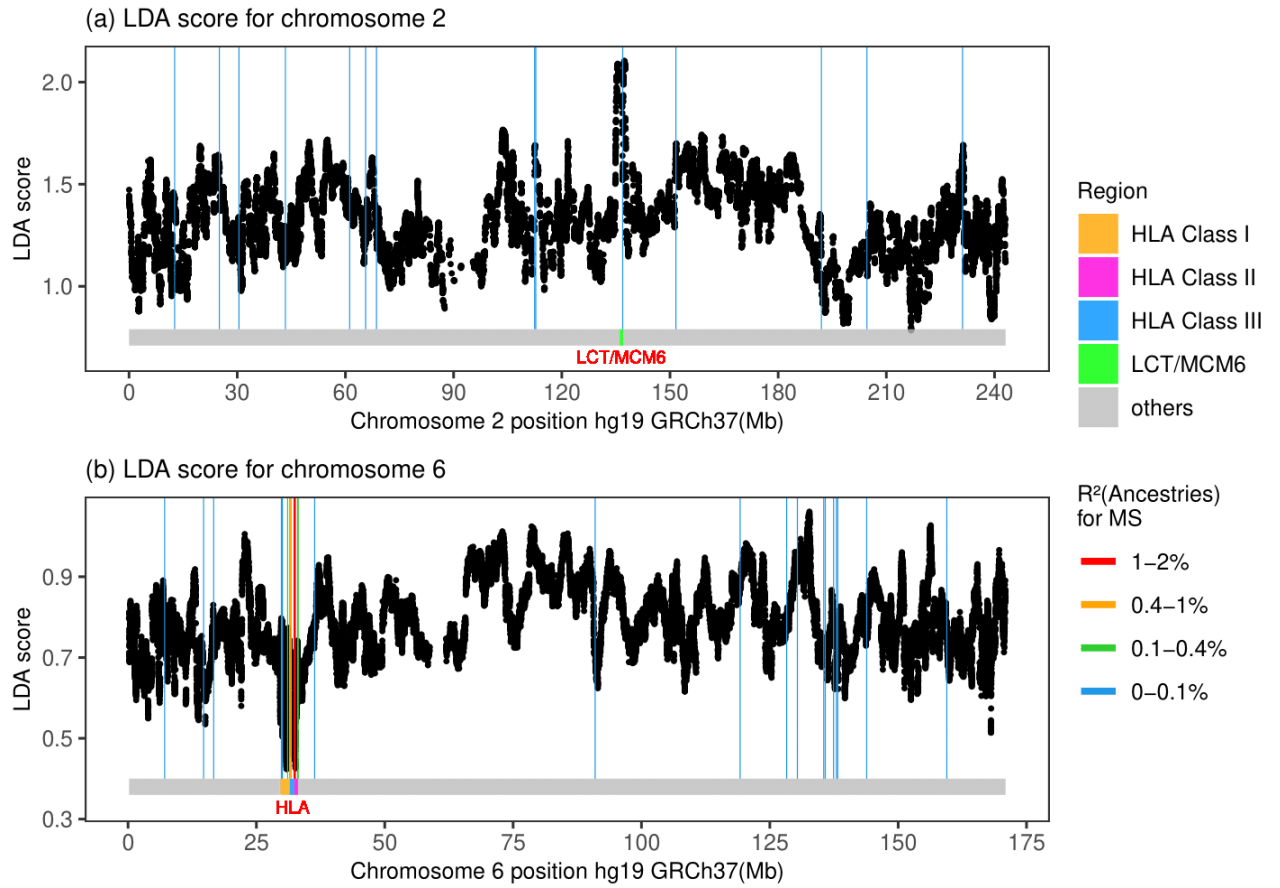 (a) LDA score for chromosome 2
LDA score
2.0
1.5
1.0
LCT/MCM6
0 30 60 90 120 150 180 210 240
Chromosome 2 position hg19 GRCh37(Mb)
(b) LDA score for chromosome 6
LDA score
0.9
0.7
0.5
0.3
HLA
0 25 50 75 100 125 150 175
Chromosome 6 position hg19 GRCh37(Mb)
Region
HLA Class I
HLA Class II
HLA Class III
LCT/MCM6
others
R²(Ancestries)
for MS
1−2%
0.4−1%
0.1−0.4%
0−0.1%